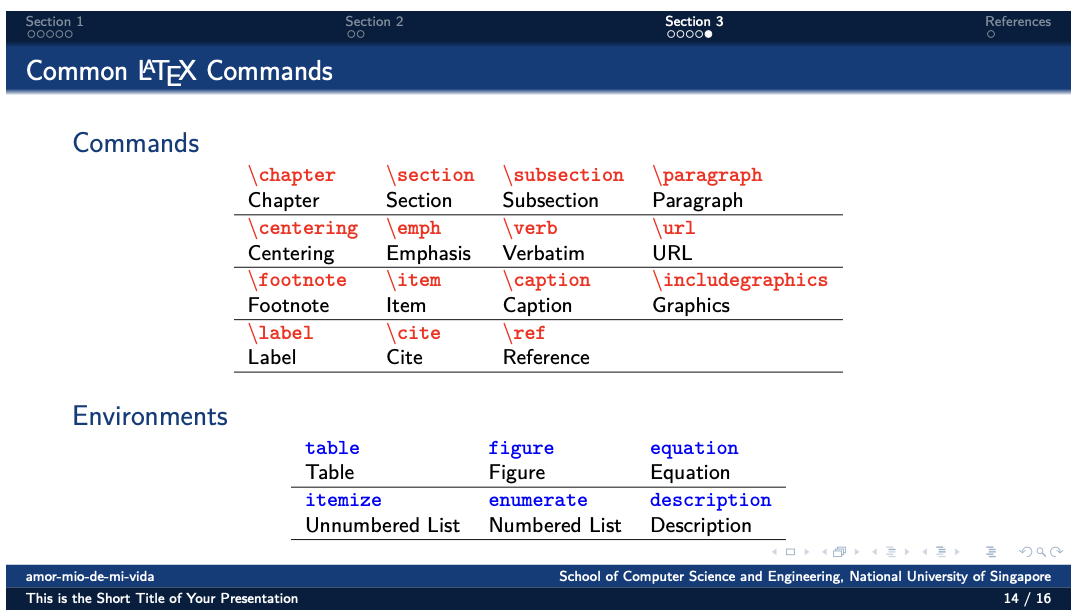 Section 1 Section 2 Section 3 References
Common LATEX Commands
Commands
\chapter \section \subsection \paragraph
Chapter Section Subsection Paragraph
\centering \emph \verb \url
Centering Emphasis Verbatim URL
\footnote \item \caption \includegraphics
Footnote Item Caption Graphics
\label \cite \ref
Label Cite Reference
Environments
table figure equation
Table Figure Equation
itemize enumerate description
Unnumbered List Numbered List Description
amor-mio-de-mi-vida School of Computer Science and Engineering, National University of Singapore
This is the Short Title of Your Presentation 14 / 16